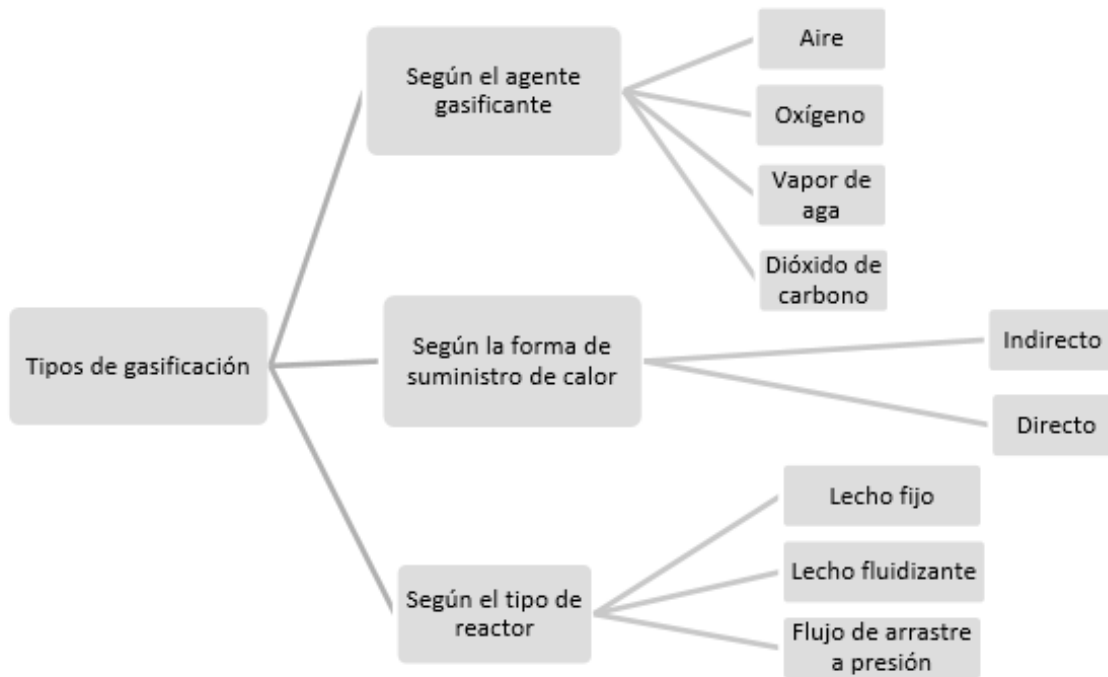 Tipos de gasificación
Según el agente
gasificante
Aire
Oxígeno
Vapor de
aga
Dióxido de
carbono
Según la forma de
suministro de calor
Indirecto
Directo
Según el tipo de
reactor
Lecho fijo
Lecho fluidizante
Flujo de arrastre
a presión